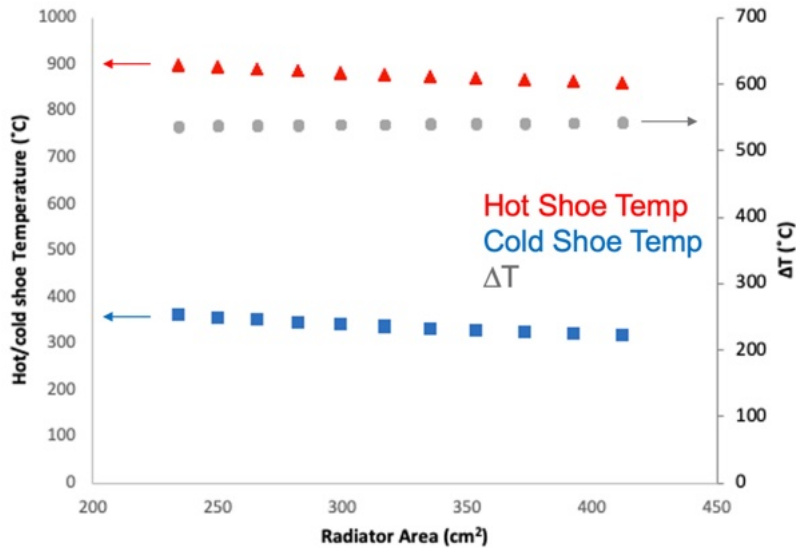 1000
900
800
700
600
500
400
300
200
100
0
Hot/cold shoe Temperature (˚C)
700
600
500
400
300
200
100
0
ΔT (˚C)
Hot Shoe Temp
Cold Shoe Temp
ΔT
200 250 300 350 400 450
Radiator Area (cm²)